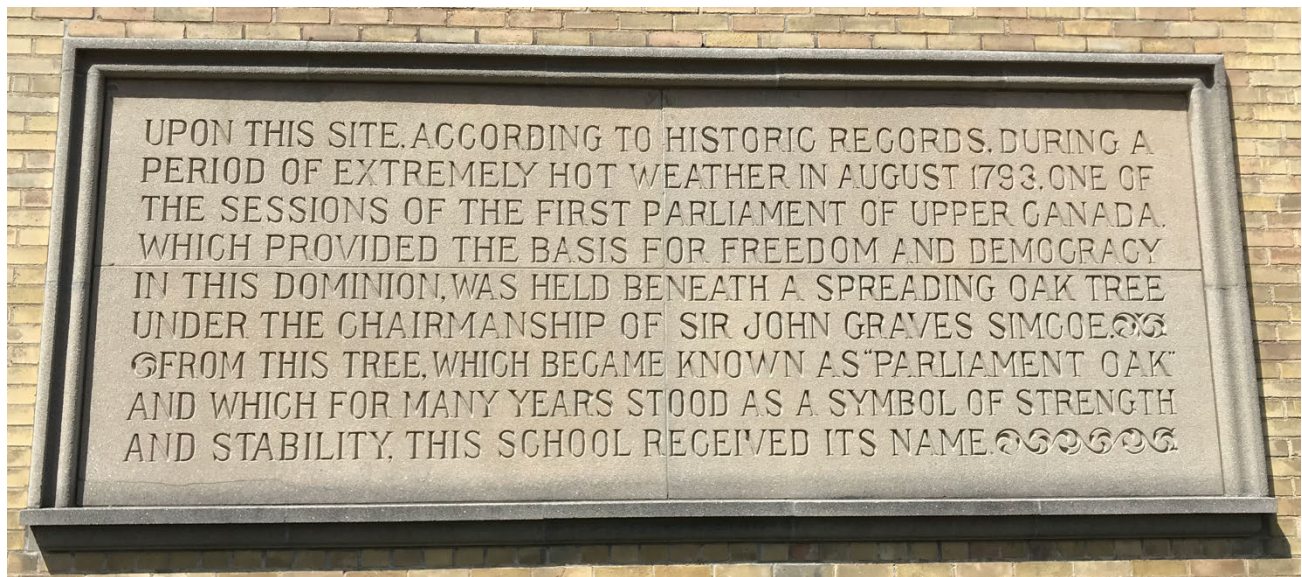 UPON THIS SITE, ACCORDING TO HISTORIC RECORDS, DURING A
PERIOD OF EXTREMELY HOT WEATHER IN AUGUST 1793, ONE OF
THE SESSIONS OF THE FIRST PARLIAMENT OF UPPER CANADA,
WHICH PROVIDED THE BASIS FOR FREEDOM AND DEMOCRACY
IN THIS DOMINION, WAS HELD BENEATH A SPREADING OAK TREE
UNDER THE CHAIRMANSHIP OF SIR JOHN GRAVES SIMCOE.
FROM THIS TREE, WHICH BECAME KNOWN AS "PARLIAMENT OAK"
AND WHICH FOR MANY YEARS STOOD AS A SYMBOL OF STRENGTH
AND STABILITY, THIS SCHOOL RECEIVED ITS NAME.